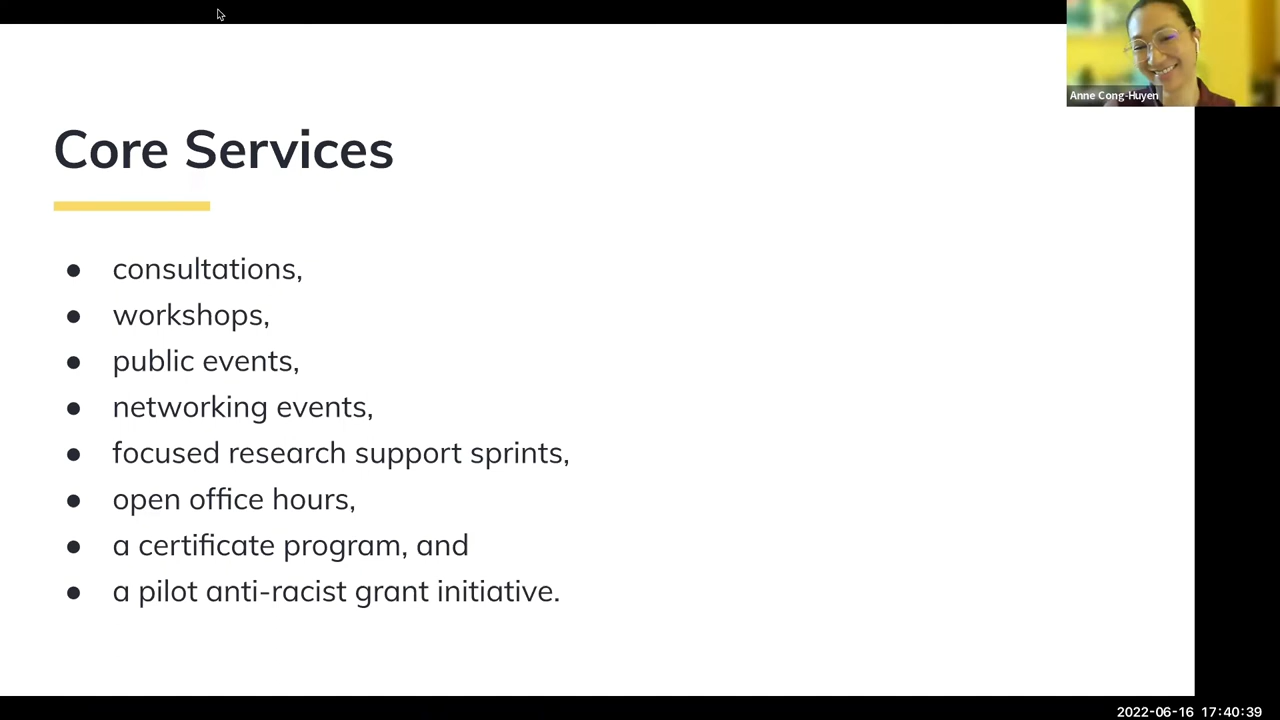 Anne Cong-Huyen
Core Services
● consultations,
● workshops,
● public events,
● networking events,
● focused research support sprints,
● open office hours,
● a certificate program, and
● a pilot anti-racist grant initiative.
2022-06-16 17:40:39